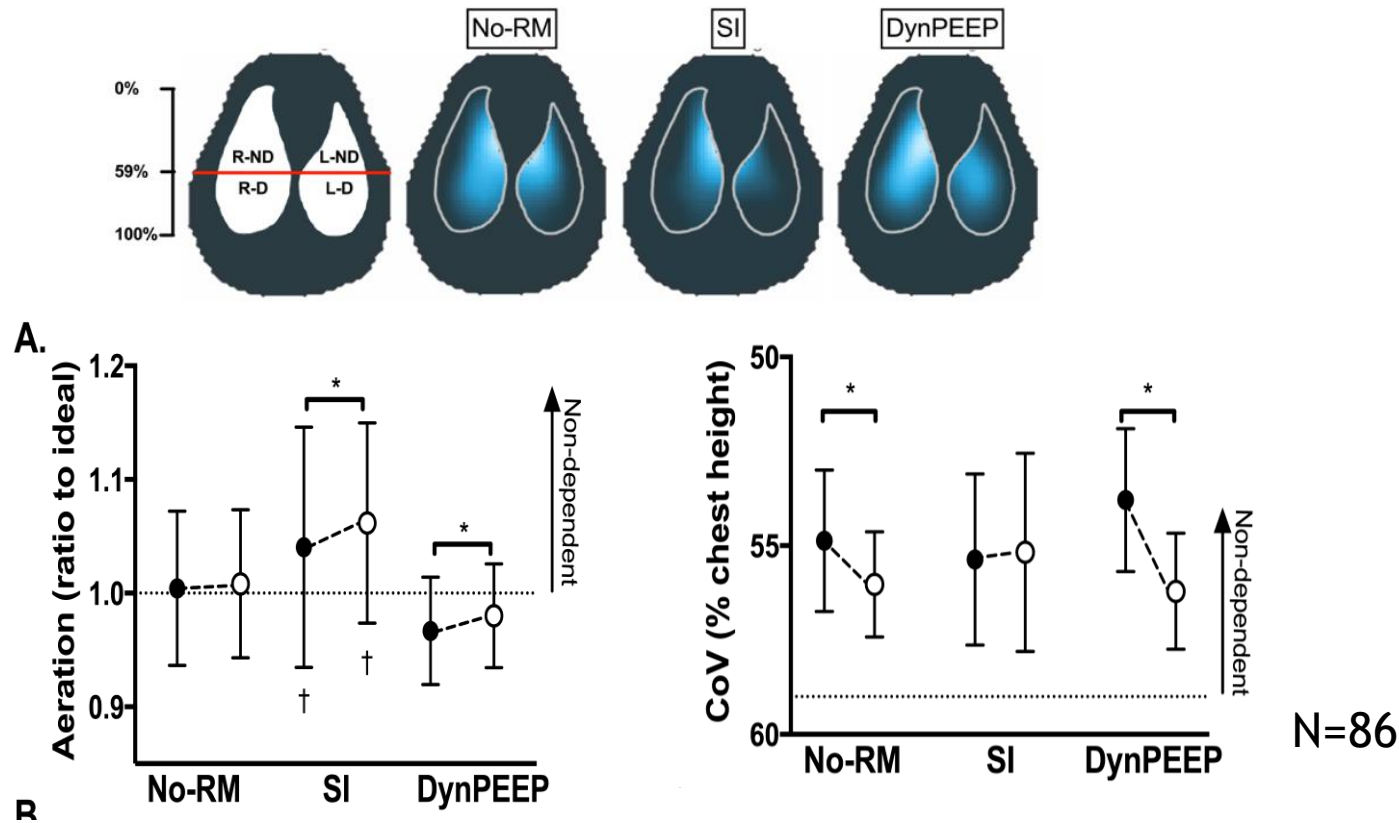 No-RM SI DynPEEP
0%
R-ND L-ND
59%
R-D L-D
100%
A.
Aeration (ratio to ideal)
1.2
1.1
1.0
0.9
*
*
†
†
Non-dependent
No-RM SI DynPEEP
CoV (% chest height)
50
55
60
*
*
Non-dependent
No-RM SI DynPEEP
N=86
B